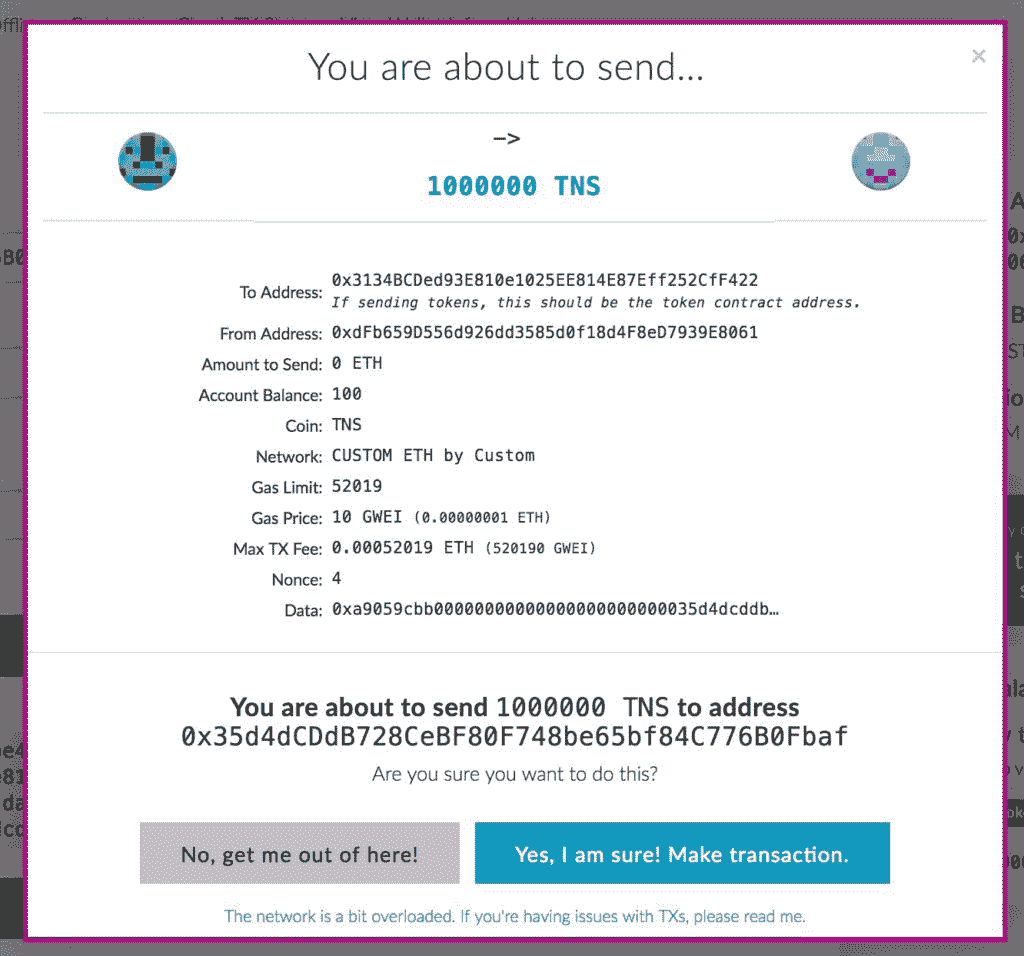 You are about to send...
×
—>
1000000 TNS
To Address: 0x3134BCDed93E810e1025EE814E87Eff252CfF422
If sending tokens, this should be the token contract address.
From Address: 0xdFb659D556d926dd3585d0f18d4F8eD7939E8061
Amount to Send: 0 ETH
Account Balance: 100
Coin: TNS
Network: CUSTOM ETH by Custom
Gas Limit: 52019
Gas Price: 10 GWEI (0.00000001 ETH)
Max TX Fee: 0.00052019 ETH (520190 GWEI)
Nonce: 4
Data: 0xa9059cbb00000000000000000000000035d4dcddb…
You are about to send 1000000 TNS to address
0x35d4dCDdB728CeBF80F748be65bf84C776B0Fbaf
Are you sure you want to do this?
No, get me out of here!
Yes, I am sure! Make transaction.
The network is a bit overloaded. If you're having issues with TXs, please read me.